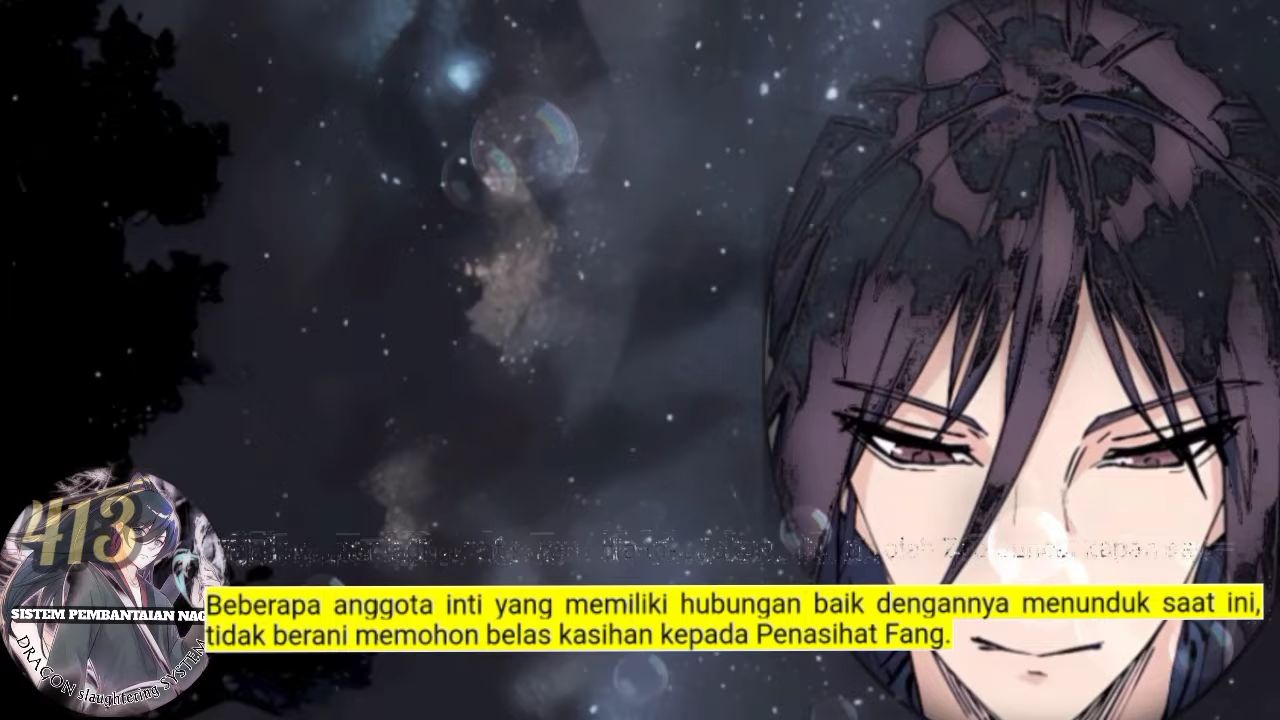 413
SISTEM PEMBANTAIAN NAG
DRAGON slaughtering SYSTEM
Beberapa anggota inti yang memiliki hubungan baik dengannya menunduk saat ini,
tidak berani memohon belas kasihan kepada Penasihat Fang.